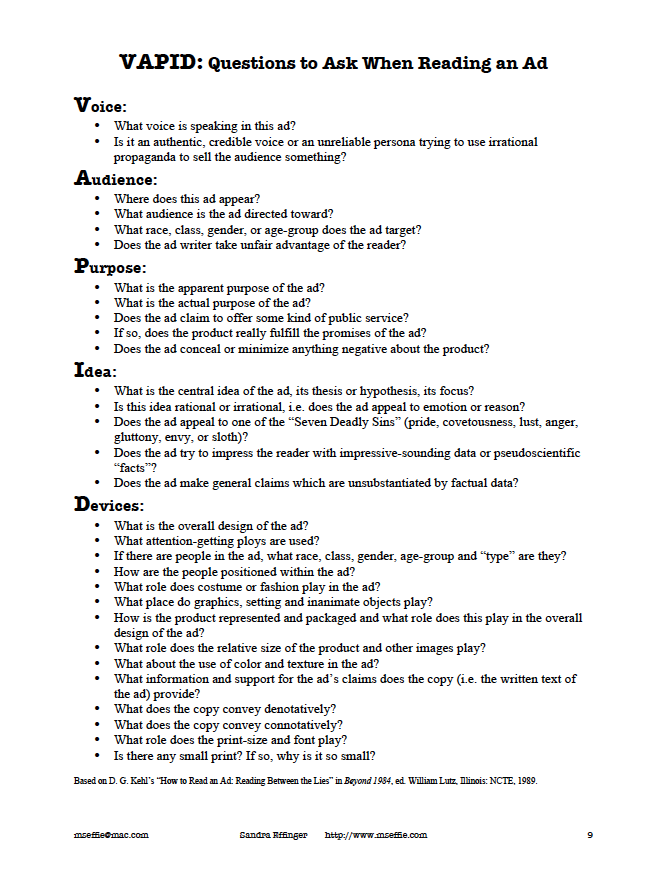 VAPID: Questions to Ask When Reading an Ad
Voice:
• What voice is speaking in this ad?
• Is it an authentic, credible voice or an unreliable persona trying to use irrational
propaganda to sell the audience something?
Audience:
• Where does this ad appear?
• What audience is the ad directed toward?
• What race, class, gender, or age-group does the ad target?
• Does the ad writer take unfair advantage of the reader?
Purpose:
• What is the apparent purpose of the ad?
• What is the actual purpose of the ad?
• Does the ad claim to offer some kind of public service?
• If so, does the product really fulfill the promises of the ad?
• Does the ad conceal or minimize anything negative about the product?
Idea:
• What is the central idea of the ad, its thesis or hypothesis, its focus?
• Is this idea rational or irrational, i.e. does the ad appeal to emotion or reason?
• Does the ad appeal to one of the “Seven Deadly Sins” (pride, covetousness, lust, anger,
gluttony, envy, or sloth)?
• Does the ad try to impress the reader with impressive-sounding data or pseudoscientific
“facts”?
• Does the ad make general claims which are unsubstantiated by factual data?
Devices:
• What is the overall design of the ad?
• What attention-getting ploys are used?
• If there are people in the ad, what race, class, gender, age-group and “type” are they?
• How are the people positioned within the ad?
• What role does costume or fashion play in the ad?
• What place do graphics, setting and inanimate objects play?
• How is the product represented and packaged and what role does this play in the overall
design of the ad?
• What role does the relative size of the product and other images play?
• What about the use of color and texture in the ad?
• What information and support for the ad’s claims does the copy (i.e. the written text of
the ad) provide?
• What does the copy convey denotatively?
• What does the copy convey connotatively?
• What role does the print-size and font play?
• Is there any small print? If so, why is it so small?
Based on D. G. Kehl’s “How to Read an Ad: Reading Between the Lies” in Beyond 1984, ed. William Lutz, Illinois: NCTE, 1989.
mseffie@mac.com Sandra Effinger http://www.mseffie.com 9